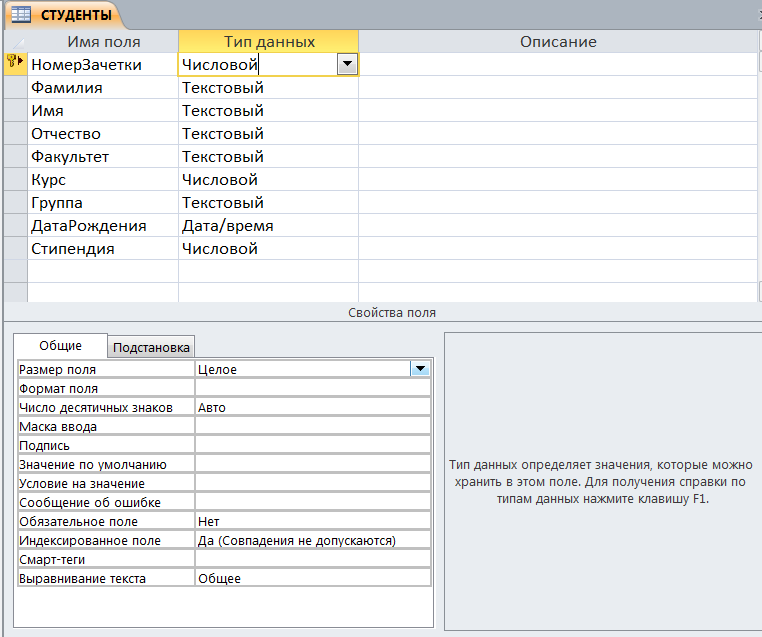 СТУДЕНТЫ
Имя поля Тип данных Описание
НомерЗачетки Числовой
Фамилия Текстовый
Имя Текстовый
Отчество Текстовый
Факультет Текстовый
Курс Числовой
Группа Текстовый
ДатаРождения Дата/время
Стипендия Числовой
Свойства поля
Общие Подстановка
Размер поля Целое
Формат поля
Число десятичных знаков Авто
Маска ввода
Подпись
Значение по умолчанию
Условие на значение
Сообщение об ошибке
Обязательное поле Нет
Индексированное поле Да (Совпадения не допускаются)
Смарт-теги
Выравнивание текста Общее
Тип данных определяет значения, которые можно
хранить в этом поле. Для получения справки по
типам данных нажмите клавишу F1.